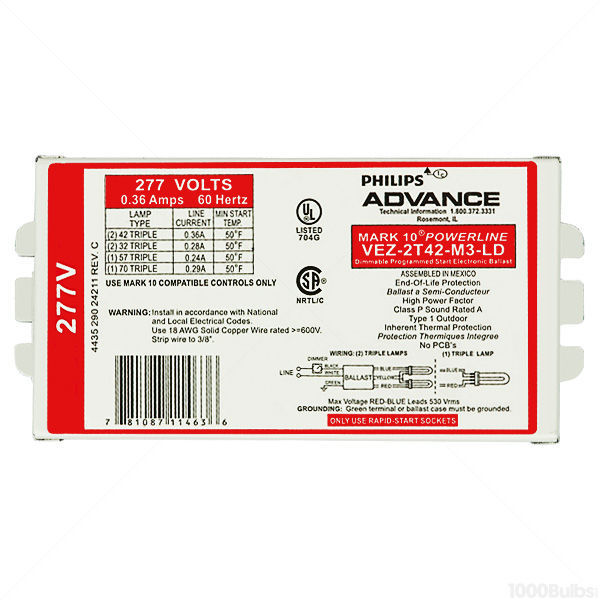 277V
4435 290 24211 REV. C
277 VOLTS
0.36 Amps 60 Hertz
LAMP TYPE LINE CURRENT MIN START TEMP.
(2) 42 TRIPLE 0.36A 50°F
(2) 32 TRIPLE 0.28A 50°F
(1) 57 TRIPLE 0.24A 50°F
(1) 70 TRIPLE 0.29A 50°F
USE MARK 10 COMPATIBLE CONTROLS ONLY
WARNING: Install in accordance with National
and Local Electrical Codes.
Use 18 AWG Solid Copper Wire rated >=600V.
Strip wire to 3/8".
7 81087 11463 6
UL
LISTED
704G
SA
NRTL/C
PHILIPS
ADVANCE
Technical Information 1.800.372.3331
Rosemont, IL
MARK 10® POWERLINE
VEZ-2T42-M3-LD
Dimmable Programmed Start Electronic Ballast
ASSEMBLED IN MEXICO
End-Of-Life Protection
Ballast a Semi-Conducteur
High Power Factor
Class P Sound Rated A
Type 1 Outdoor
Inherent Thermal Protection
Protection Thermiques Integree
No PCB's
WIRING: (2) TRIPLE LAMPS (1) TRIPLE LAMP
DIMMER
LINE
BLACK
WHITE
GREEN
BALLAST
BLUE
YELLOW
RED
BLUE
RED
Max Voltage RED-BLUE Leads 530 Vrms
GROUNDING: Green terminal or ballast case must be grounded.
ONLY USE RAPID-START SOCKETS
1000Bulbs